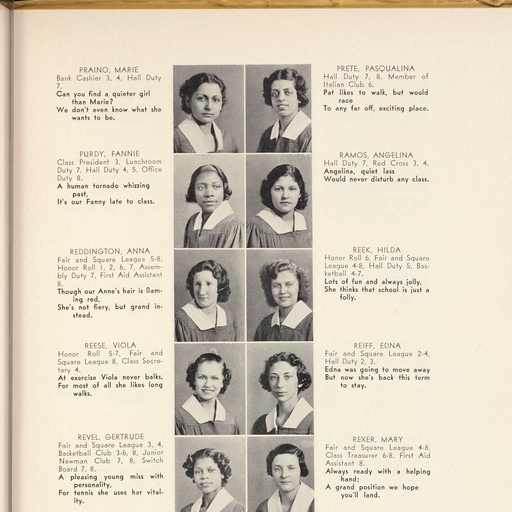 PRAINO, MARIE
Bank Cashier 3, 4, Hall Duty
7.
Can you find a quieter girl
than Marie?
We don't even know what she
wants to be.
PURDY, FANNIE
Class President 3, Lunchroom
Duty 7, Hall Duty 4, 5, Office
Duty 8.
A human tornado whizzing
past,
It's our Fanny late to class.
REDDINGTON, ANNA
Fair and Square League 5-8,
Honor Roll 1, 2, 6, 7, Assem-
bly Duty 7, First Aid Assistant
8.
Though our Anne's hair is flam-
ing red,
She's not fiery, but grand in-
stead.
REESE, VIOLA
Honor Roll 5-7, Fair and
Square League 8, Class Secre-
tary 4.
At exercise Viola never balks,
For most of all she likes long
walks.
REVEL, GERTRUDE
Fair and Square League 3, 4,
Basketball Club 3-6, 8, Junior
Newman Club 7, 8, Switch
Board 7, 8.
A pleasing young miss with
personality,
For tennis she uses her vital-
ity.
PRETE, PASQUALINA
Hall Duty 7, 8, Member of
Italian Club 6.
Pat likes to walk, but would
race
To any far off, exciting place.
RAMOS, ANGELINA
Hall Duty 7, Red Cross 3, 4.
Angelina, quiet lass
Would never disturb any class.
REEK, HILDA
Honor Roll 6, Fair and Square
League 4-8, Hall Duty 5, Bas-
ketball 4-7.
Lots of fun and always jolly,
She thinks that school is just a
folly.
REIFF, EDNA
Fair and Square League 2-4,
Hall Duty 2, 3.
Edna was going to move away
But now she's back this term
to stay.
REXER, MARY
Fair and Square League 4-8,
Class Treasurer 6-8, First Aid
Assistant 8.
Always ready with a helping
hand;
A grand position we hope
you'll land.